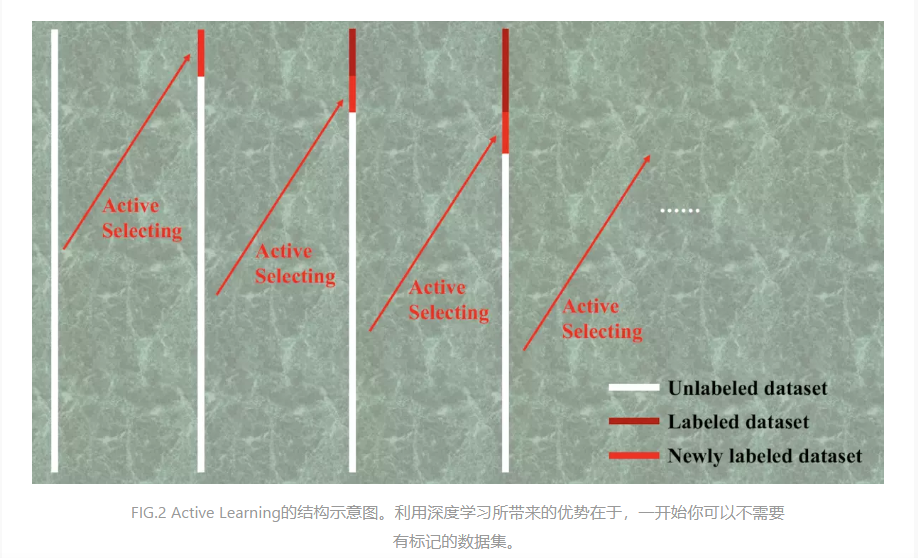 Active
Selecting
Active
Selecting
Active
Selecting
Active
Selecting
......
Unlabeled dataset
Labeled dataset
Newly labeled dataset
FIG.2 Active Learning的结构示意图。利用深度学习所带来的优势在于，一开始你可以不需要
有标记的数据集。